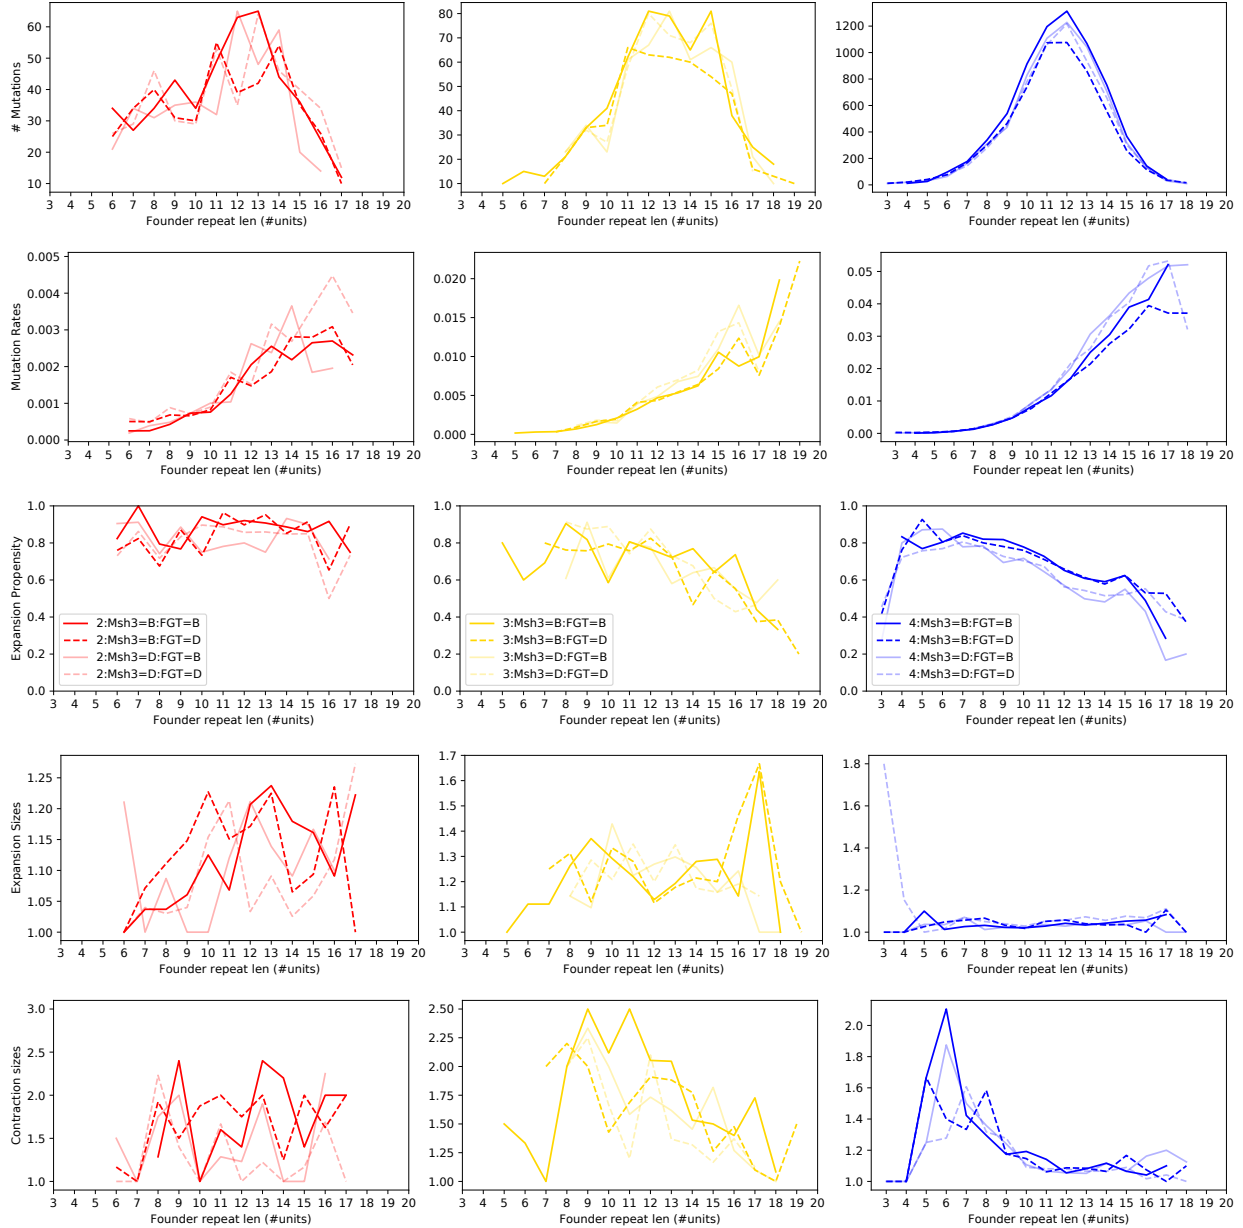 # Mutations
60
50
40
30
20
10
3 4 5 6 7 8 9 10 11 12 13 14 15 16 17 18 19 20
Founder repeat len (#units)
80
70
60
50
40
30
20
10
3 4 5 6 7 8 9 10 11 12 13 14 15 16 17 18 19 20
Founder repeat len (#units)
1200
1000
800
600
400
200
0
3 4 5 6 7 8 9 10 11 12 13 14 15 16 17 18 19 20
Founder repeat len (#units)
Mutation Rates
0.005
0.004
0.003
0.002
0.001
0.000
3 4 5 6 7 8 9 10 11 12 13 14 15 16 17 18 19 20
Founder repeat len (#units)
0.020
0.015
0.010
0.005
0.000
3 4 5 6 7 8 9 10 11 12 13 14 15 16 17 18 19 20
Founder repeat len (#units)
0.05
0.04
0.03
0.02
0.01
0.00
3 4 5 6 7 8 9 10 11 12 13 14 15 16 17 18 19 20
Founder repeat len (#units)
Expansion Propensity
1.0
0.8
0.6
0.4
0.2
0.0
2:Msh3=B:FGT=B
2:Msh3=B:FGT=D
2:Msh3=D:FGT=B
2:Msh3=D:FGT=D
3 4 5 6 7 8 9 10 11 12 13 14 15 16 17 18 19 20
Founder repeat len (#units)
1.0
0.8
0.6
0.4
0.2
0.0
3:Msh3=B:FGT=B
3:Msh3=B:FGT=D
3:Msh3=D:FGT=B
3:Msh3=D:FGT=D
3 4 5 6 7 8 9 10 11 12 13 14 15 16 17 18 19 20
Founder repeat len (#units)
1.0
0.8
0.6
0.4
0.2
0.0
4:Msh3=B:FGT=B
4:Msh3=B:FGT=D
4:Msh3=D:FGT=B
4:Msh3=D:FGT=D
3 4 5 6 7 8 9 10 11 12 13 14 15 16 17 18 19 20
Founder repeat len (#units)
Expansion Sizes
1.25
1.20
1.15
1.10
1.05
1.00
3 4 5 6 7 8 9 10 11 12 13 14 15 16 17 18 19 20
Founder repeat len (#units)
1.7
1.6
1.5
1.4
1.3
1.2
1.1
1.0
3 4 5 6 7 8 9 10 11 12 13 14 15 16 17 18 19 20
Founder repeat len (#units)
1.8
1.6
1.4
1.2
1.0
3 4 5 6 7 8 9 10 11 12 13 14 15 16 17 18 19 20
Founder repeat len (#units)
Contraction sizes
3.0
2.5
2.0
1.5
1.0
3 4 5 6 7 8 9 10 11 12 13 14 15 16 17 18 19 20
Founder repeat len (#units)
2.50
2.25
2.00
1.75
1.50
1.25
1.00
3 4 5 6 7 8 9 10 11 12 13 14 15 16 17 18 19 20
Founder repeat len (#units)
2.0
1.8
1.6
1.4
1.2
1.0
3 4 5 6 7 8 9 10 11 12 13 14 15 16 17 18 19 20
Founder repeat len (#units)